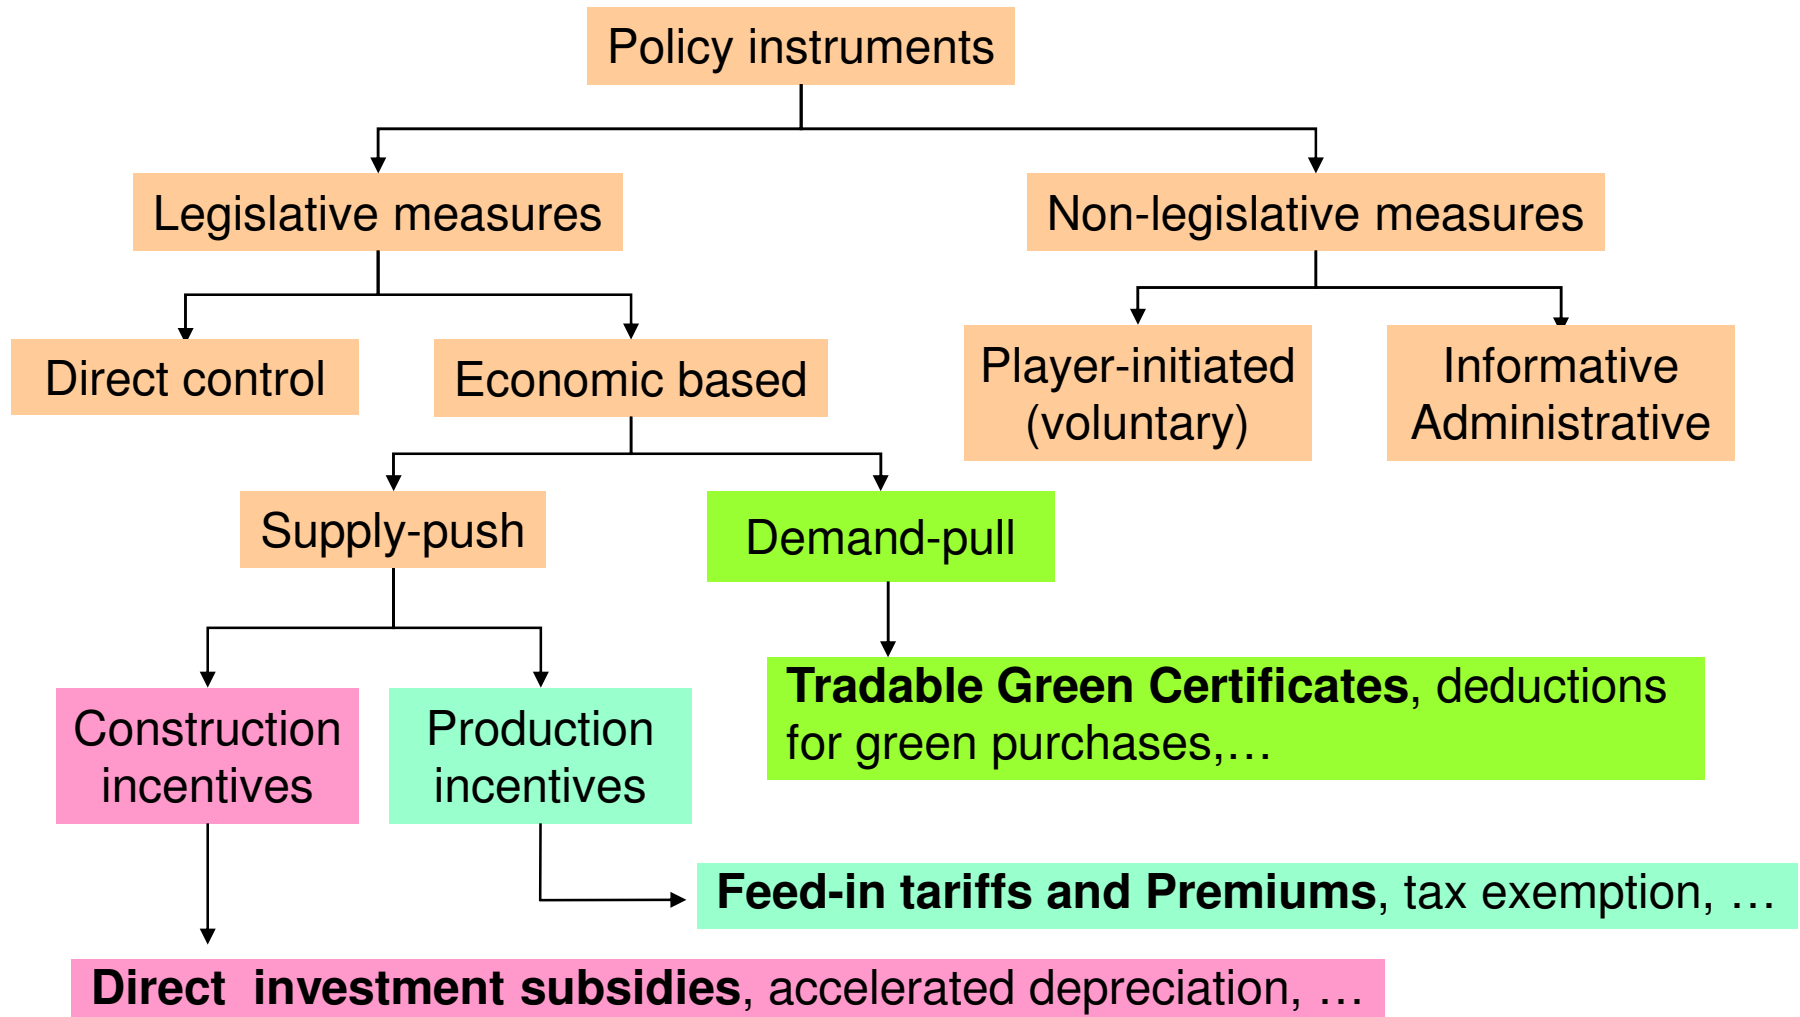 Policy instruments
Legislative measures
Non-legislative measures
Direct control
Economic based
Player-initiated
(voluntary)
Informative
Administrative
Supply-push
Demand-pull
Tradable Green Certificates, deductions
for green purchases,…
Construction
incentives
Production
incentives
Feed-in tariffs and Premiums, tax exemption, …
Direct  investment subsidies, accelerated depreciation, …